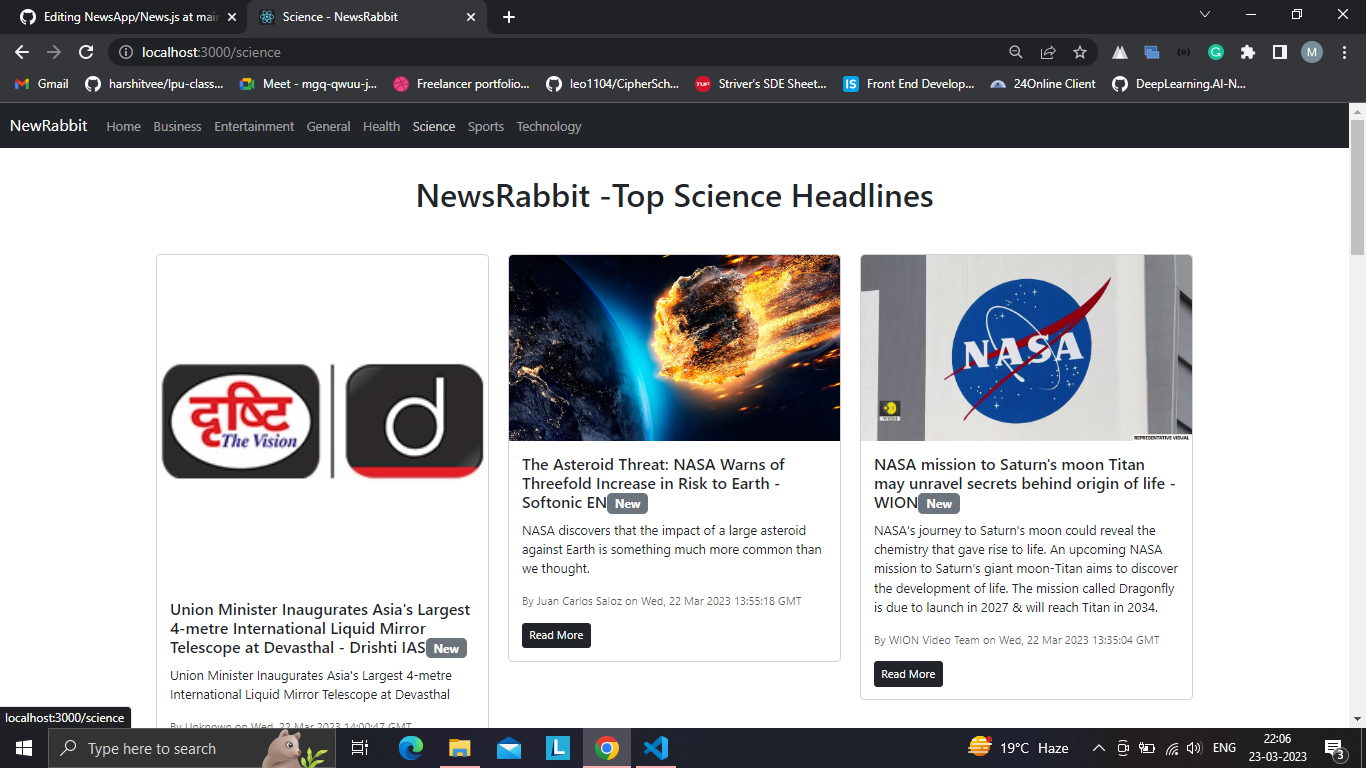 Editing NewsApp/News.js at mai
Science - NewsRabbit
localhost:3000/science
M
Gmail
harshitvee/lpu-class...
Meet - mgq-qwuu-j...
Freelancer portfolio...
leo1104/CipherSch...
TUF
Striver's SDE Sheet...
IS
Front End Develop...
24Online Client
DeepLearning.AI-N...
NewRabbit
Home
Business
Entertainment
General
Health
Science
Sports
Technology
NewsRabbit -Top Science Headlines
दृष्टि
The Vision
d
Union Minister Inaugurates Asia's Largest
4-metre International Liquid Mirror
Telescope at Devasthal - Drishti IAS New
Union Minister Inaugurates Asia's Largest 4-metre
International Liquid Mirror Telescope at Devasthal
By Unknown on Wed, 22 Mar 2023 14:00:47 GMT
The Asteroid Threat: NASA Warns of
Threefold Increase in Risk to Earth -
Softonic EN New
NASA discovers that the impact of a large asteroid
against Earth is something much more common than
we thought.
By Juan Carlos Saloz on Wed, 22 Mar 2023 13:55:18 GMT
Read More
NASA
WION
REPRESENTATIVE VISUAL
NASA mission to Saturn's moon Titan
may unravel secrets behind origin of life -
WION New
NASA's journey to Saturn's moon could reveal the
chemistry that gave rise to life. An upcoming NASA
mission to Saturn's giant moon-Titan aims to discover
the development of life. The mission called Dragonfly
is due to launch in 2027 & will reach Titan in 2034.
By WION Video Team on Wed, 22 Mar 2023 13:35:04 GMT
Read More
localhost:3000/science
Type here to search
L
19°C Haze
ENG
22:06
23-03-2023
3